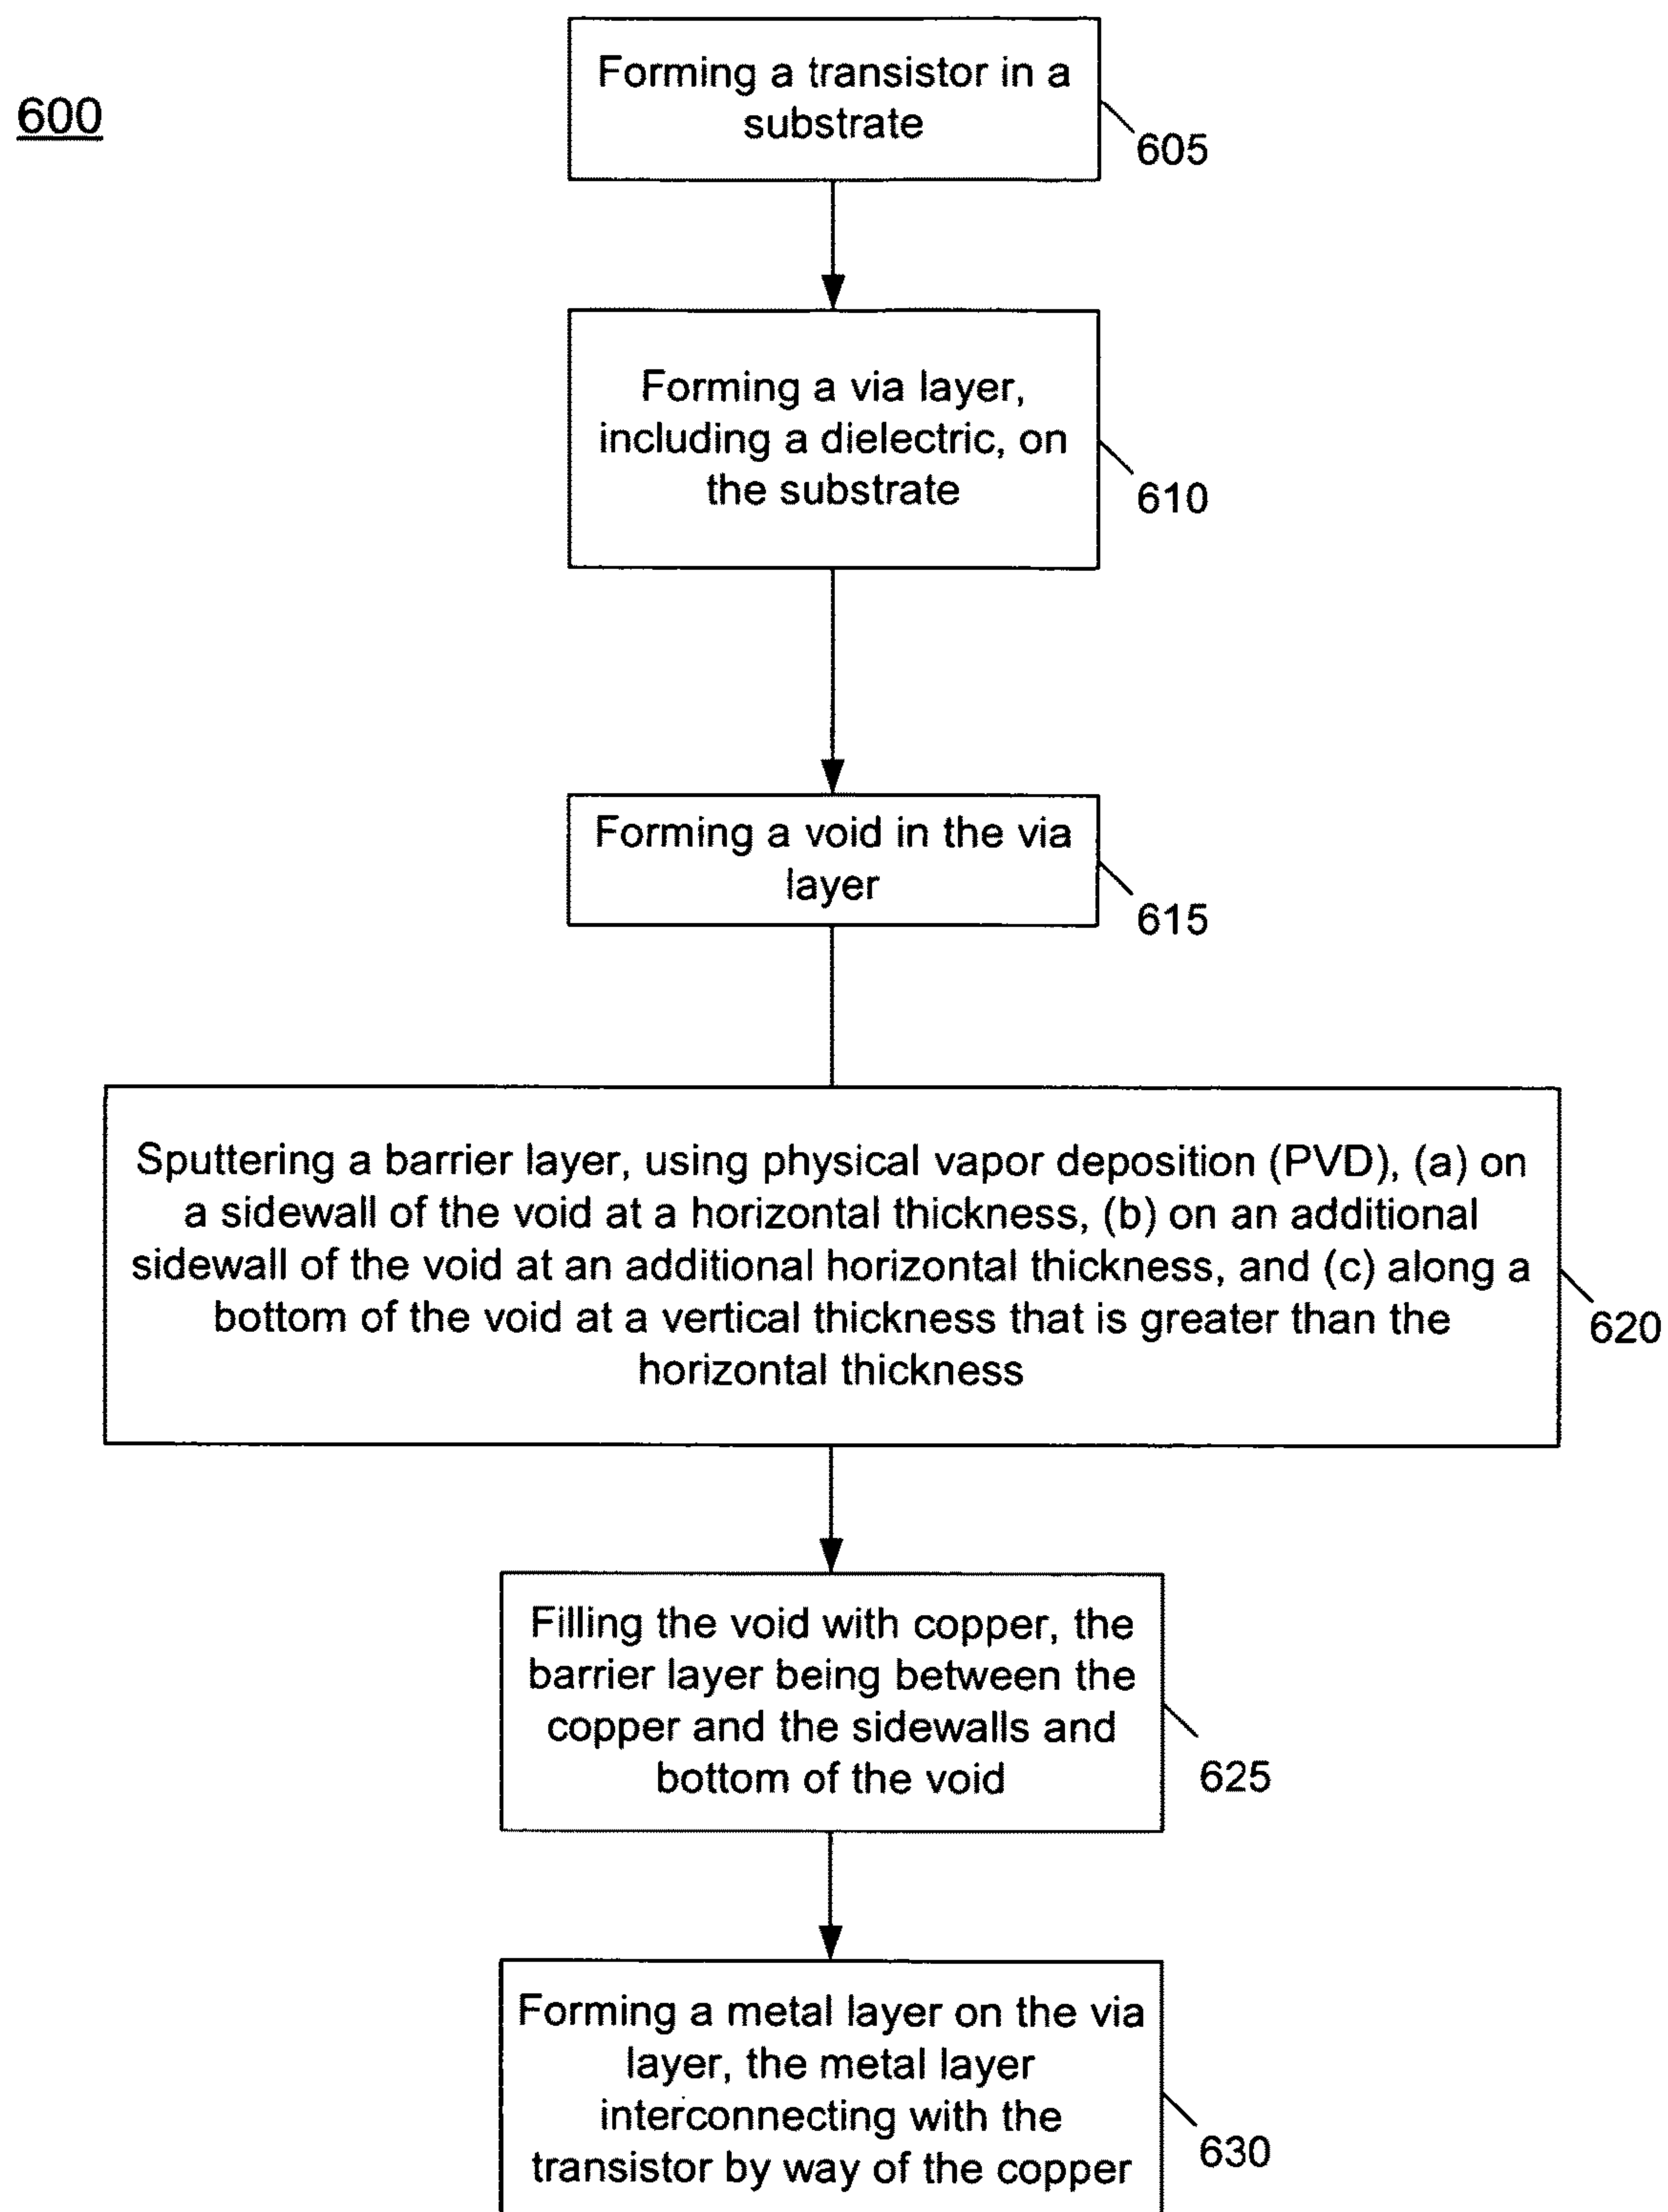 600
Forming a transistor in a
substrate
605
Forming a via layer,
including a dielectric, on
the substrate
610
Forming a void in the via
layer
615
Sputtering a barrier layer, using physical vapor deposition (PVD), (a) on
a sidewall of the void at a horizontal thickness, (b) on an additional
sidewall of the void at an additional horizontal thickness, and (c) along a
bottom of the void at a vertical thickness that is greater than the
horizontal thickness
620
Filling the void with copper, the
barrier layer being between the
copper and the sidewalls and
bottom of the void
625
Forming a metal layer on the via
layer, the metal layer
interconnecting with the
transistor by way of the copper
630